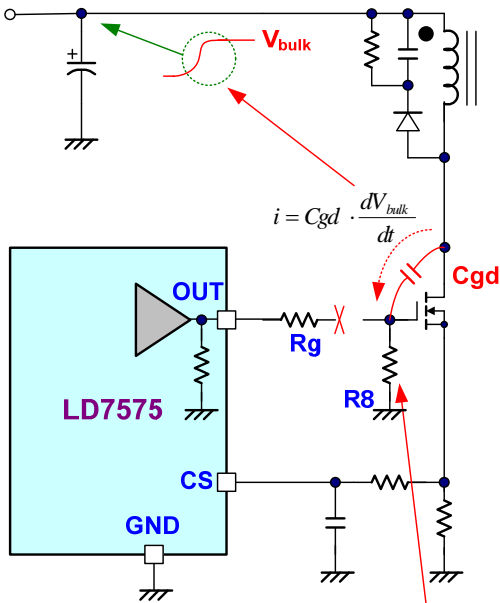 +
Vbulk
i = Cgd · dVbulk
dt
Cgd
OUT
Rg
R8
LD7575
CS
GND